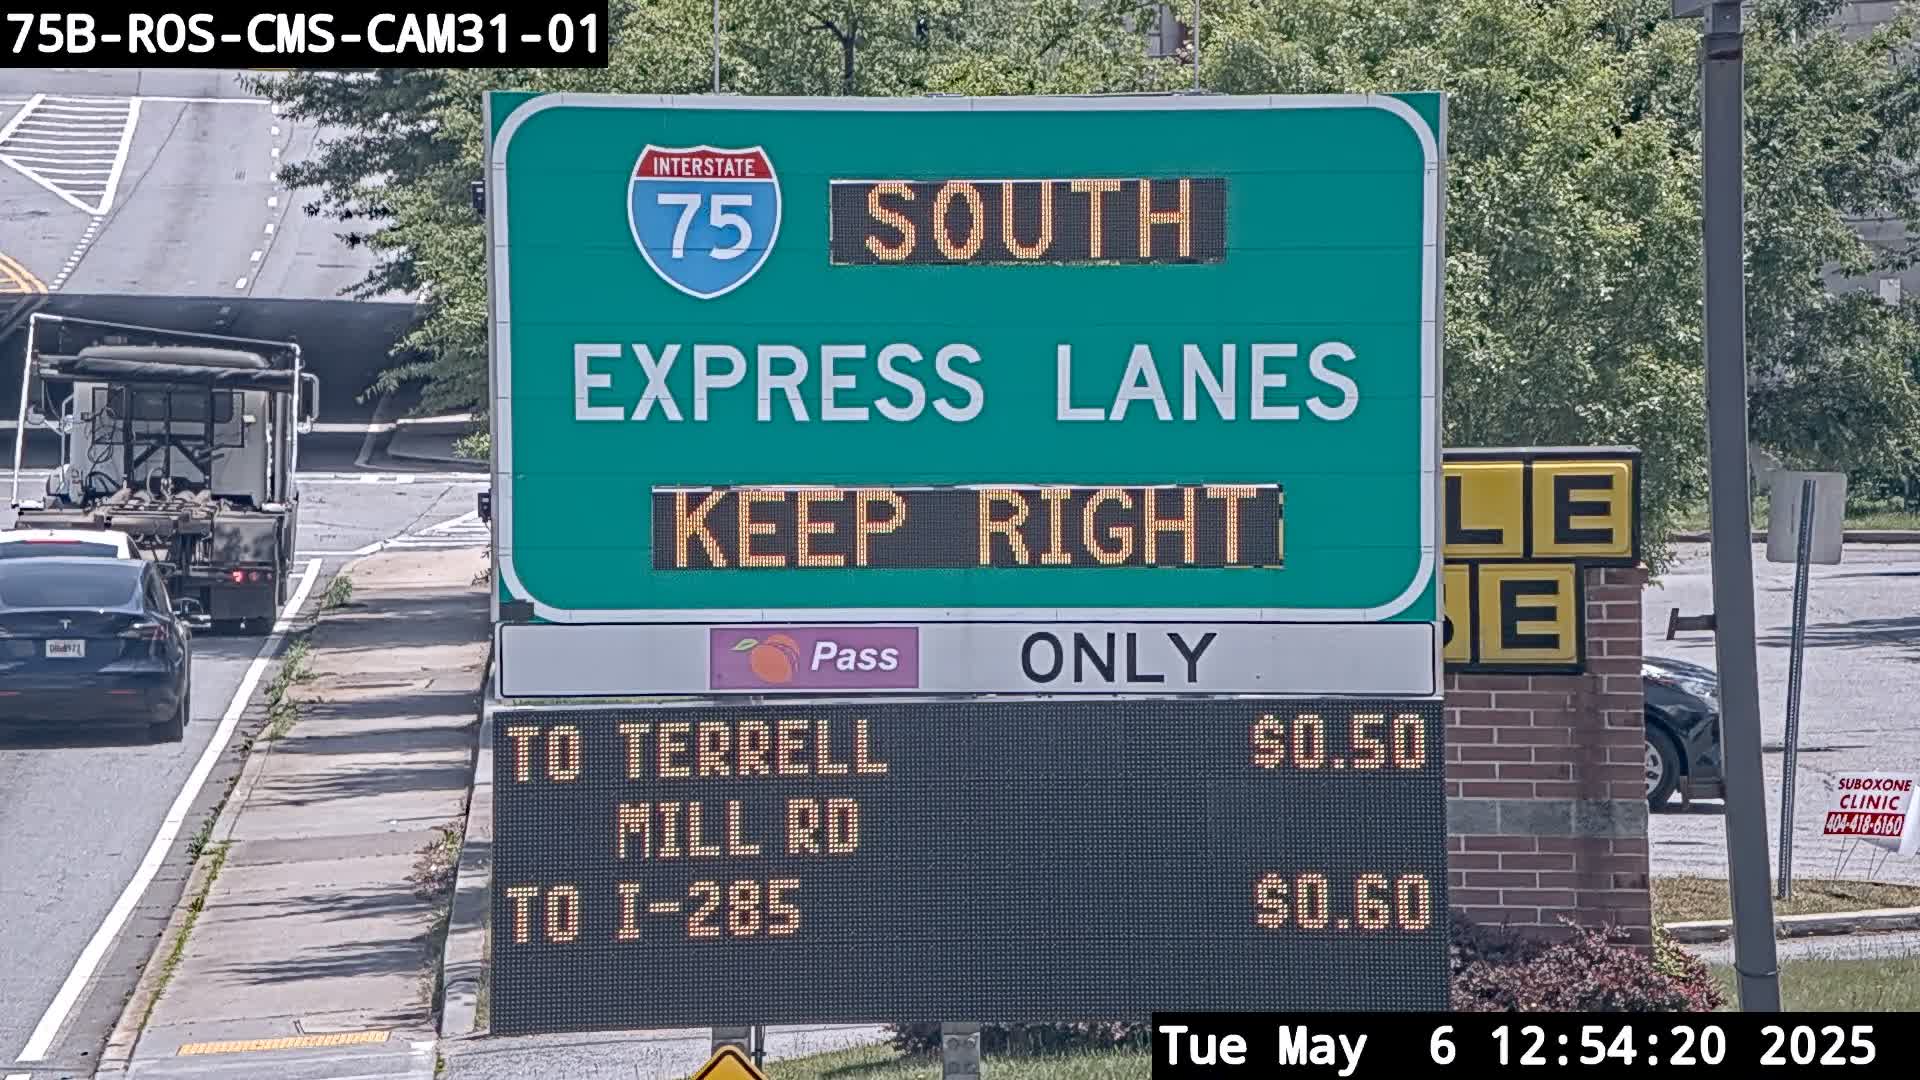 75B-ROS-CMS-CAM31-01
INTERSTATE
75
SOUTH
EXPRESS LANES
KEEP RIGHT
Pass ONLY
TO TERRELL $0.50
MILL RD
TO I-285 $0.60
LE
E
SUBOXONE
CLINIC
404-418-6160
Tue May 6 12:54:20 2025